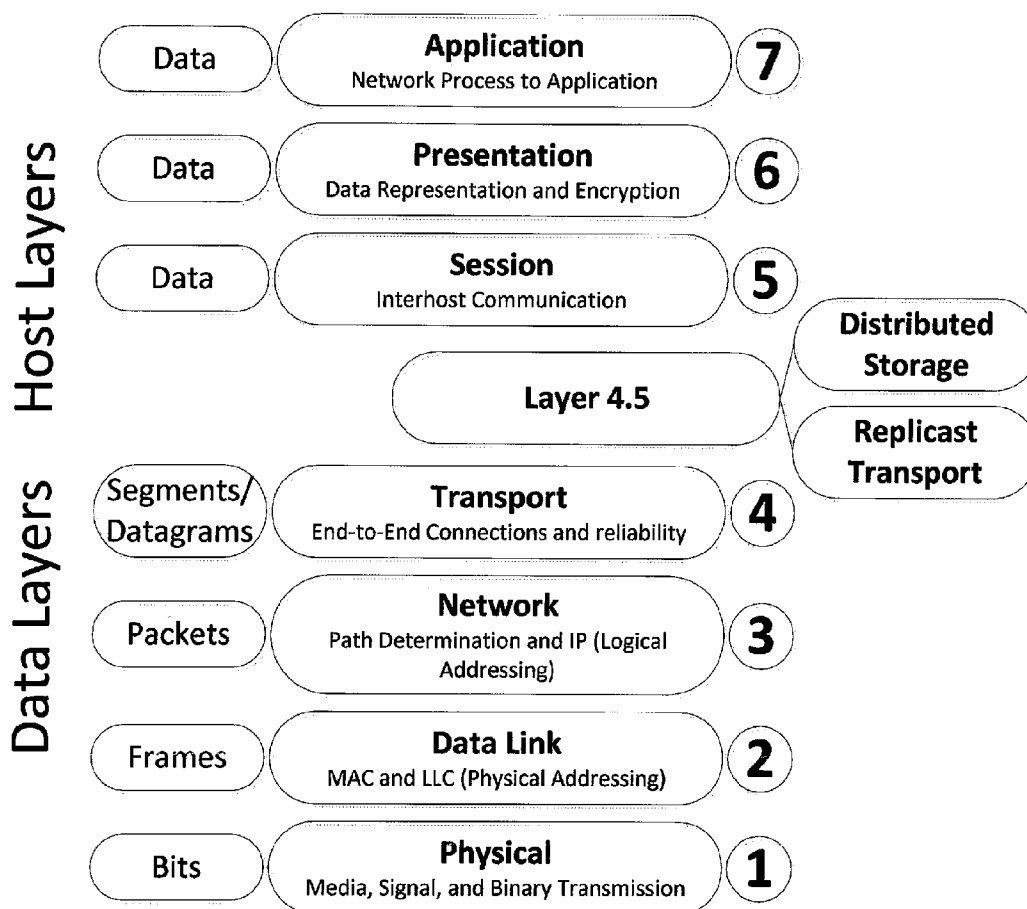 Host Layers
Data
Application
Network Process to Application
7
Data
Presentation
Data Representation and Encryption
6
Data
Session
Interhost Communication
5
Layer 4.5
Distributed
Storage
Replicast
Transport
Data Layers
Segments/
Datagrams
Transport
End-to-End Connections and reliability
4
Packets
Network
Path Determination and IP (Logical
Addressing)
3
Frames
Data Link
MAC and LLC (Physical Addressing)
2
Bits
Physical
Media, Signal, and Binary Transmission
1